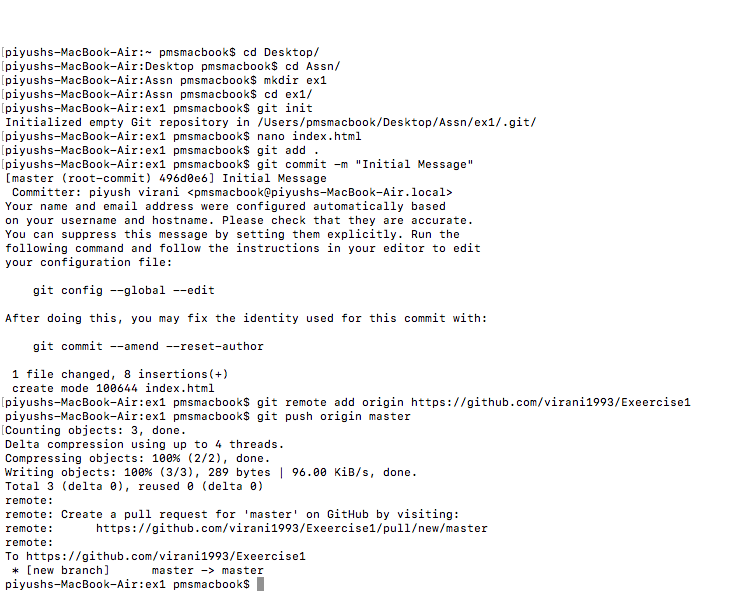 [piyushs-MacBook-Air:~ pmsmacbook$ cd Desktop/
[piyushs-MacBook-Air:Desktop pmsmacbook$ cd Assn/
[piyushs-MacBook-Air:Assn pmsmacbook$ mkdir ex1
[piyushs-MacBook-Air:Assn pmsmacbook$ cd ex1/
[piyushs-MacBook-Air:ex1 pmsmacbook$ git init
Initialized empty Git repository in /Users/pmsmacbook/Desktop/Assn/ex1/.git/
[piyushs-MacBook-Air:ex1 pmsmacbook$ nano index.html
[piyushs-MacBook-Air:ex1 pmsmacbook$ git add .
[piyushs-MacBook-Air:ex1 pmsmacbook$ git commit -m "Initial Message"
[master (root-commit) 496d0e6] Initial Message
 Committer: piyush virani <pmsmacbook@piyushs-MacBook-Air.local>
Your name and email address were configured automatically based
on your username and hostname. Please check that they are accurate.
You can suppress this message by setting them explicitly. Run the
following command and follow the instructions in your editor to edit
your configuration file:

    git config --global --edit

After doing this, you may fix the identity used for this commit with:

    git commit --amend --reset-author

 1 file changed, 8 insertions(+)
 create mode 100644 index.html
[piyushs-MacBook-Air:ex1 pmsmacbook$ git remote add origin https://github.com/virani1993/Exeercise1
piyushs-MacBook-Air:ex1 pmsmacbook$ git push origin master
[Counting objects: 3, done.
Delta compression using up to 4 threads.
Compressing objects: 100% (2/2), done.
Writing objects: 100% (3/3), 289 bytes | 96.00 KiB/s, done.
Total 3 (delta 0), reused 0 (delta 0)
remote:
remote: Create a pull request for 'master' on GitHub by visiting:
remote:      https://github.com/virani1993/Exeercise1/pull/new/master
remote:
To https://github.com/virani1993/Exeercise1
 * [new branch]      master -> master
piyushs-MacBook-Air:ex1 pmsmacbook$